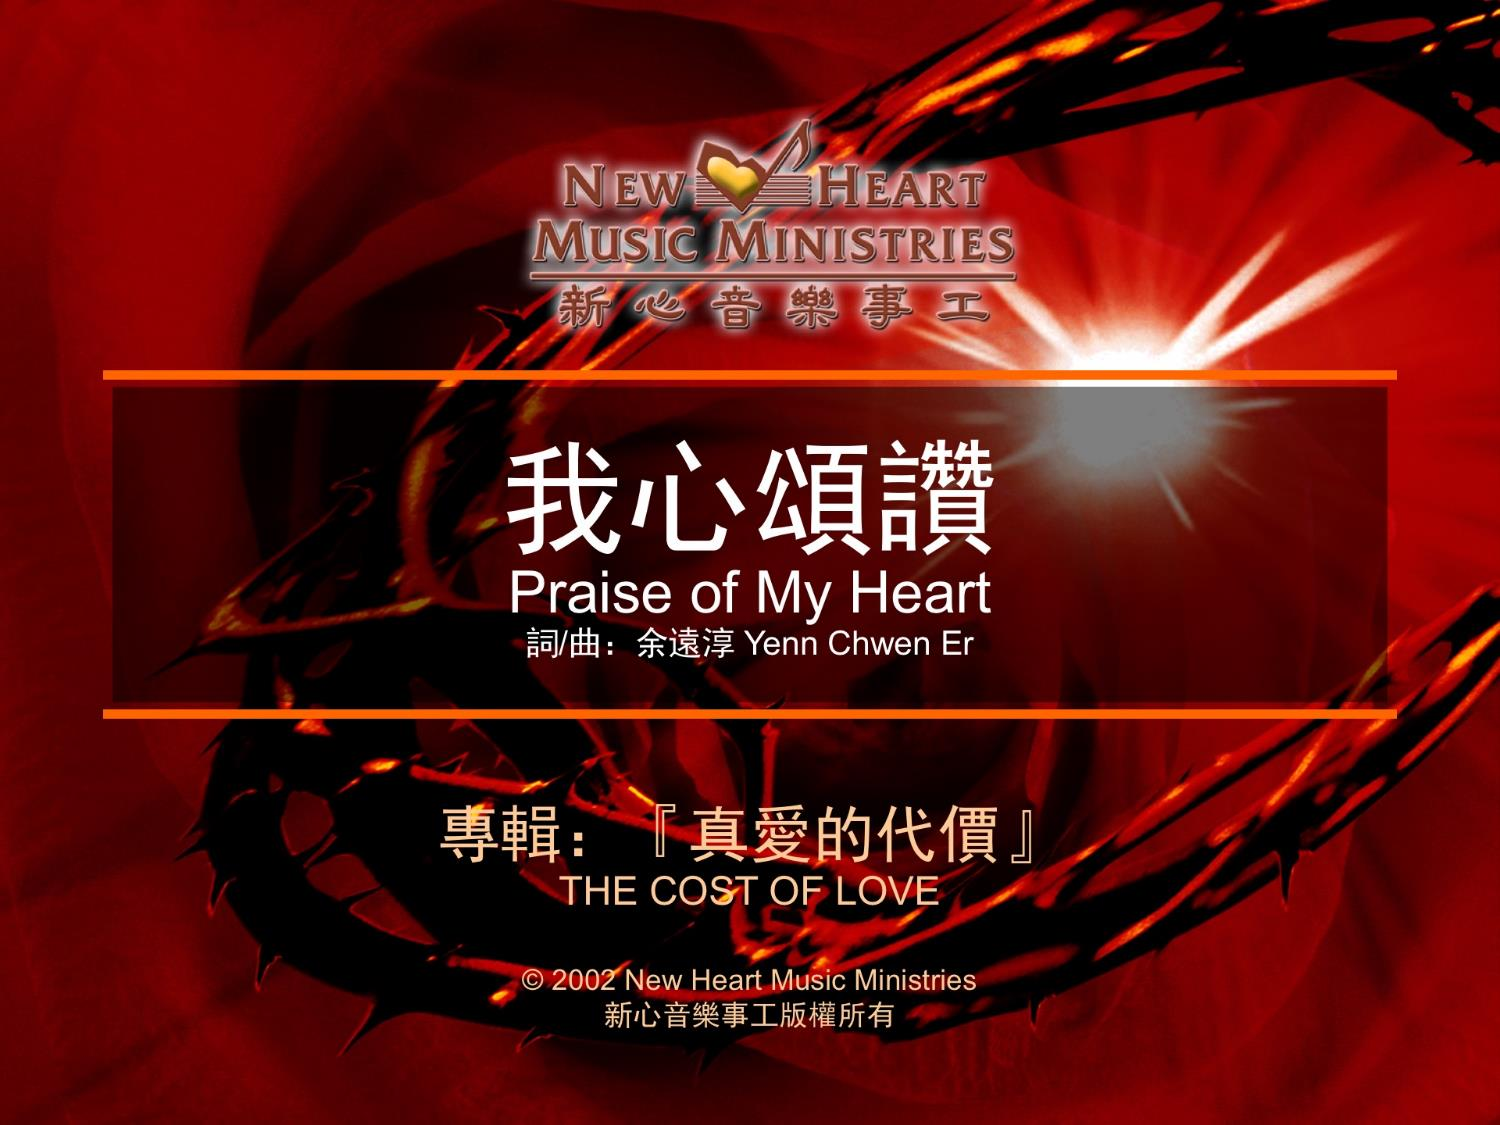 NEW HEART
MUSIC MINISTRIES
新心音樂事工
我心頌讚
Praise of My Heart
詞/曲：余遠淳 Yenn Chwen Er
專輯：『真愛的代價』
THE COST OF LOVE
© 2002 New Heart Music Ministries
新心音樂事工版權所有